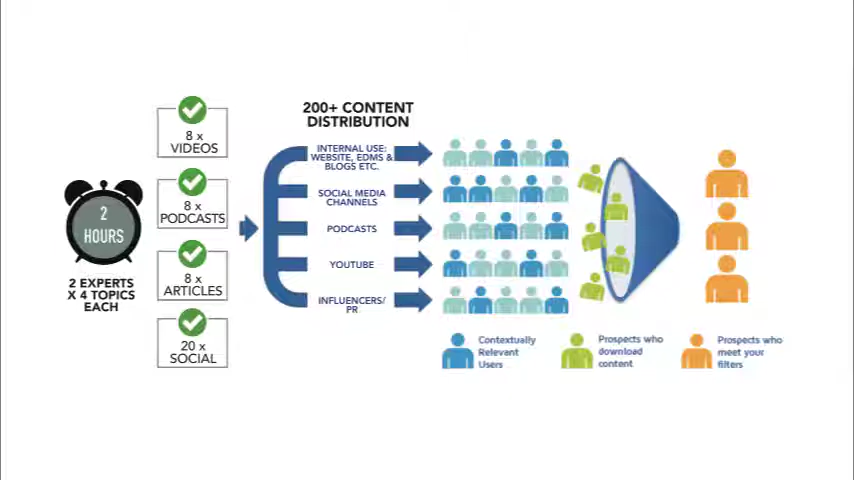 2
HOURS
2 EXPERTS
X 4 TOPICS
EACH
8 x
VIDEOS
8 x
PODCASTS
8 x
ARTICLES
20 x
SOCIAL
200+ CONTENT
DISTRIBUTION
INTERNAL USE:
WEBSITE, EDMS &
BLOGS ETC.
SOCIAL MEDIA
CHANNELS
PODCASTS
YOUTUBE
INFLUENCERS/
PR
Contextually
Relevant
Users
Prospects who
download
content
Prospects who
meet your
filters